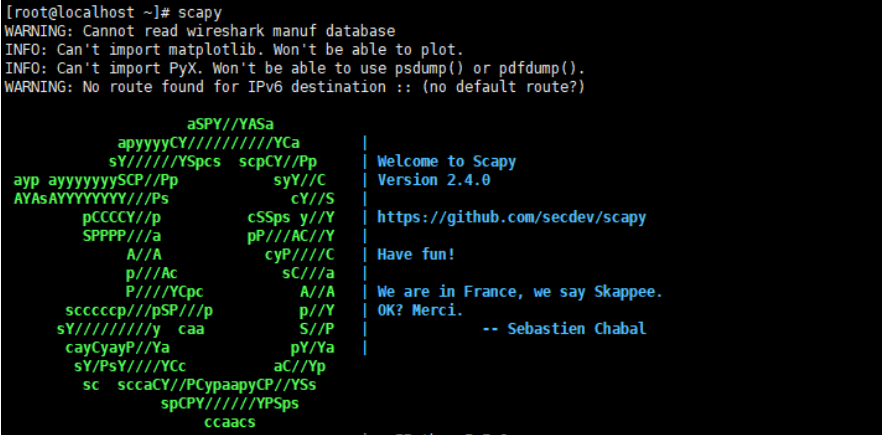 [root@localhost ~]# scapy
WARNING: Cannot read wireshark manuf database
INFO: Can't import matplotlib. Won't be able to plot.
INFO: Can't import PyX. Won't be able to use psdump() or pdfdump().
WARNING: No route found for IPv6 destination :: (no default route?)
                     aSPY//YASa
             apyyyyCY//////////YCa       |
            sY//////YSpcs  scpCY//Pp     | Welcome to Scapy
 ayp ayyyyyyySCP//Pp           syY//C    | Version 2.4.0
 AYAsAYYYYYYYY///Ps              cY//S   |
         pCCCCY//p          cSSps y//Y   | https://github.com/secdev/scapy
         SPPPP///a          pP///AC//Y   |
              A//A            cyP////C   | Have fun!
              p///Ac            sC///a   |
              P////YCpc           A//A   | We are in France, we say Skappee.
       scccccp///pSP///p          p//Y   | OK? Merci.
      sY/////////y  caa           S//P   |             -- Sebastien Chabal
       cayCyayP//Ya              pY/Ya   |
        sY/PsY////YCc          aC//Yp
         sc  sccaCY//PCypaapyCP//YSs
                  spCPY//////YPSps
                       ccaacs